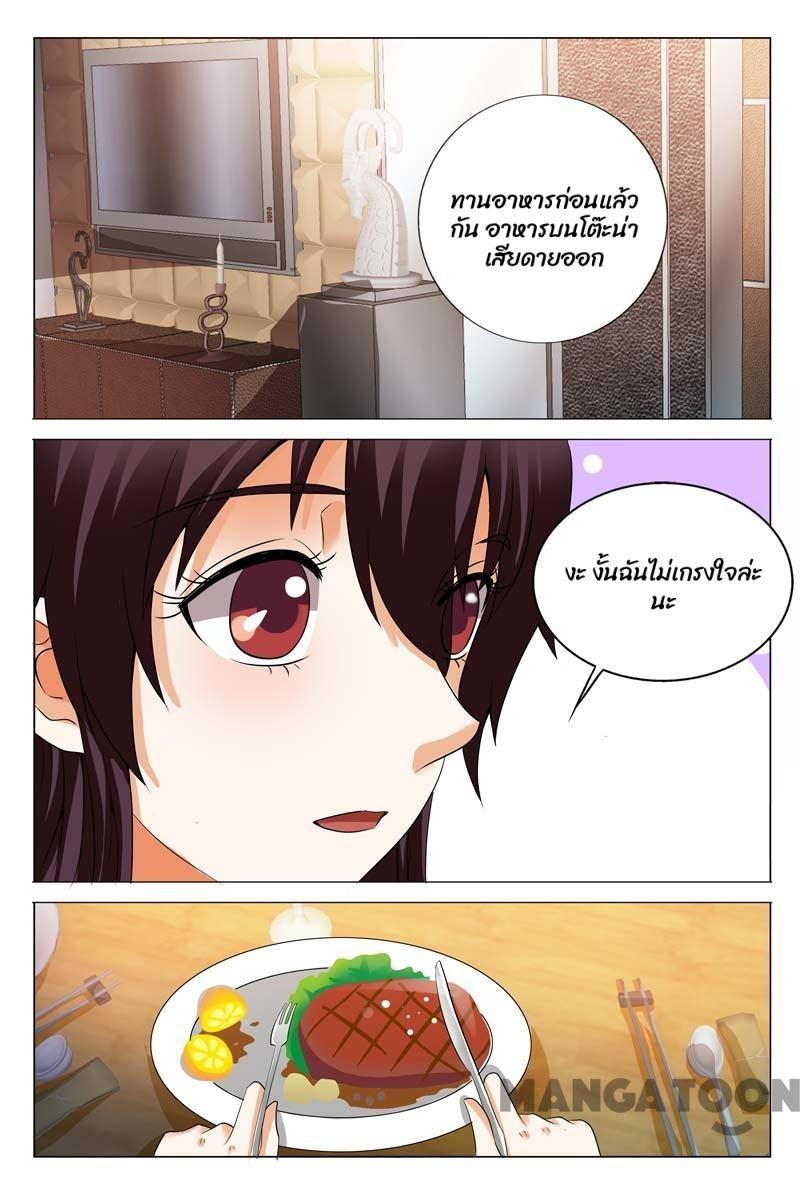 ทานอาหารก่อนแล้ว
กัน อาหารบนโต๊ะน่า
เสียดายออก
งะ งั้นฉันไม่เกรงใจล่ะ
นะ
MANGATOON